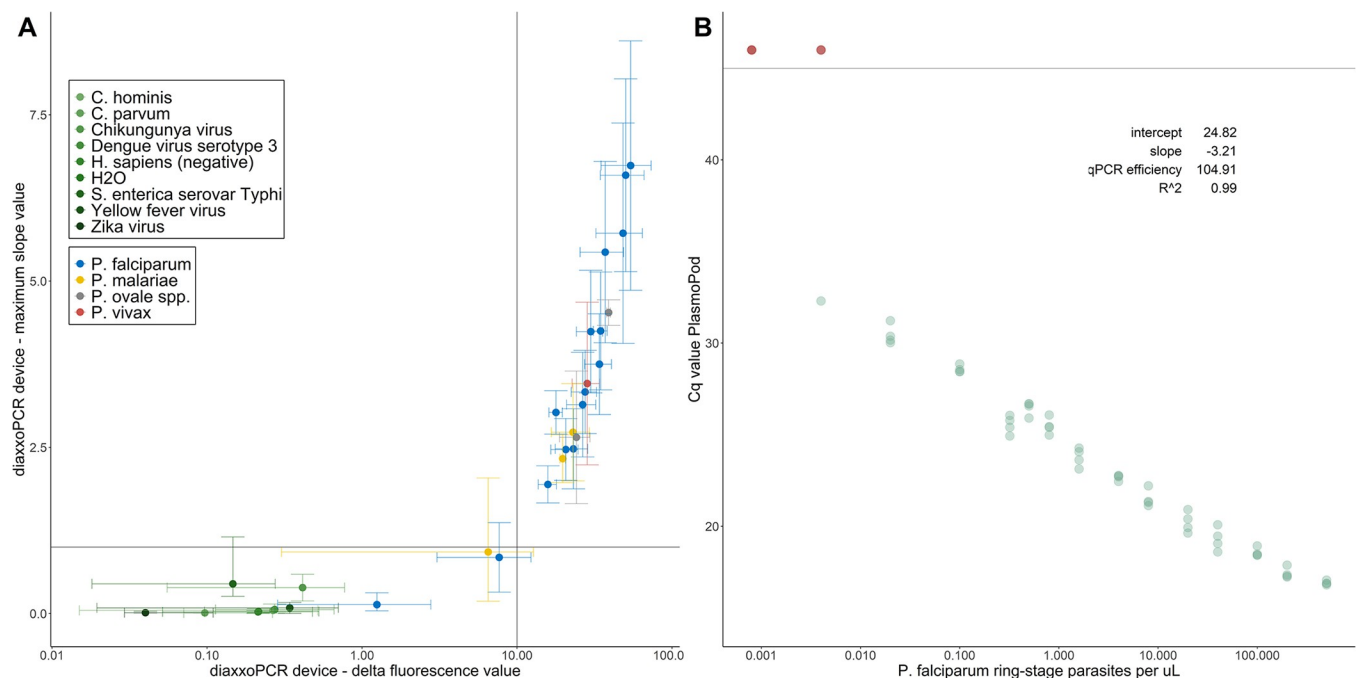 A
C. hominis
C. parvum
Chikungunya virus
Dengue virus serotype 3
H. sapiens (negative)
H2O
S. enterica serovar Typhi
Yellow fever virus
Zika virus
P. falciparum
P. malariae
P. ovale spp.
P. vivax
diaxxoPCR device - maximum slope value
7.5
5.0
2.5
0.0
0.01
0.10
1.00
10.00
100.0
diaxxoPCR device - delta fluorescence value
B
intercept 24.82
slope -3.21
qPCR efficiency 104.91
R^2 0.99
Cq value PlasmoPod
40
30
20
0.001
0.010
0.100
1.000
10.000
100.000
P. falciparum ring-stage parasites per uL